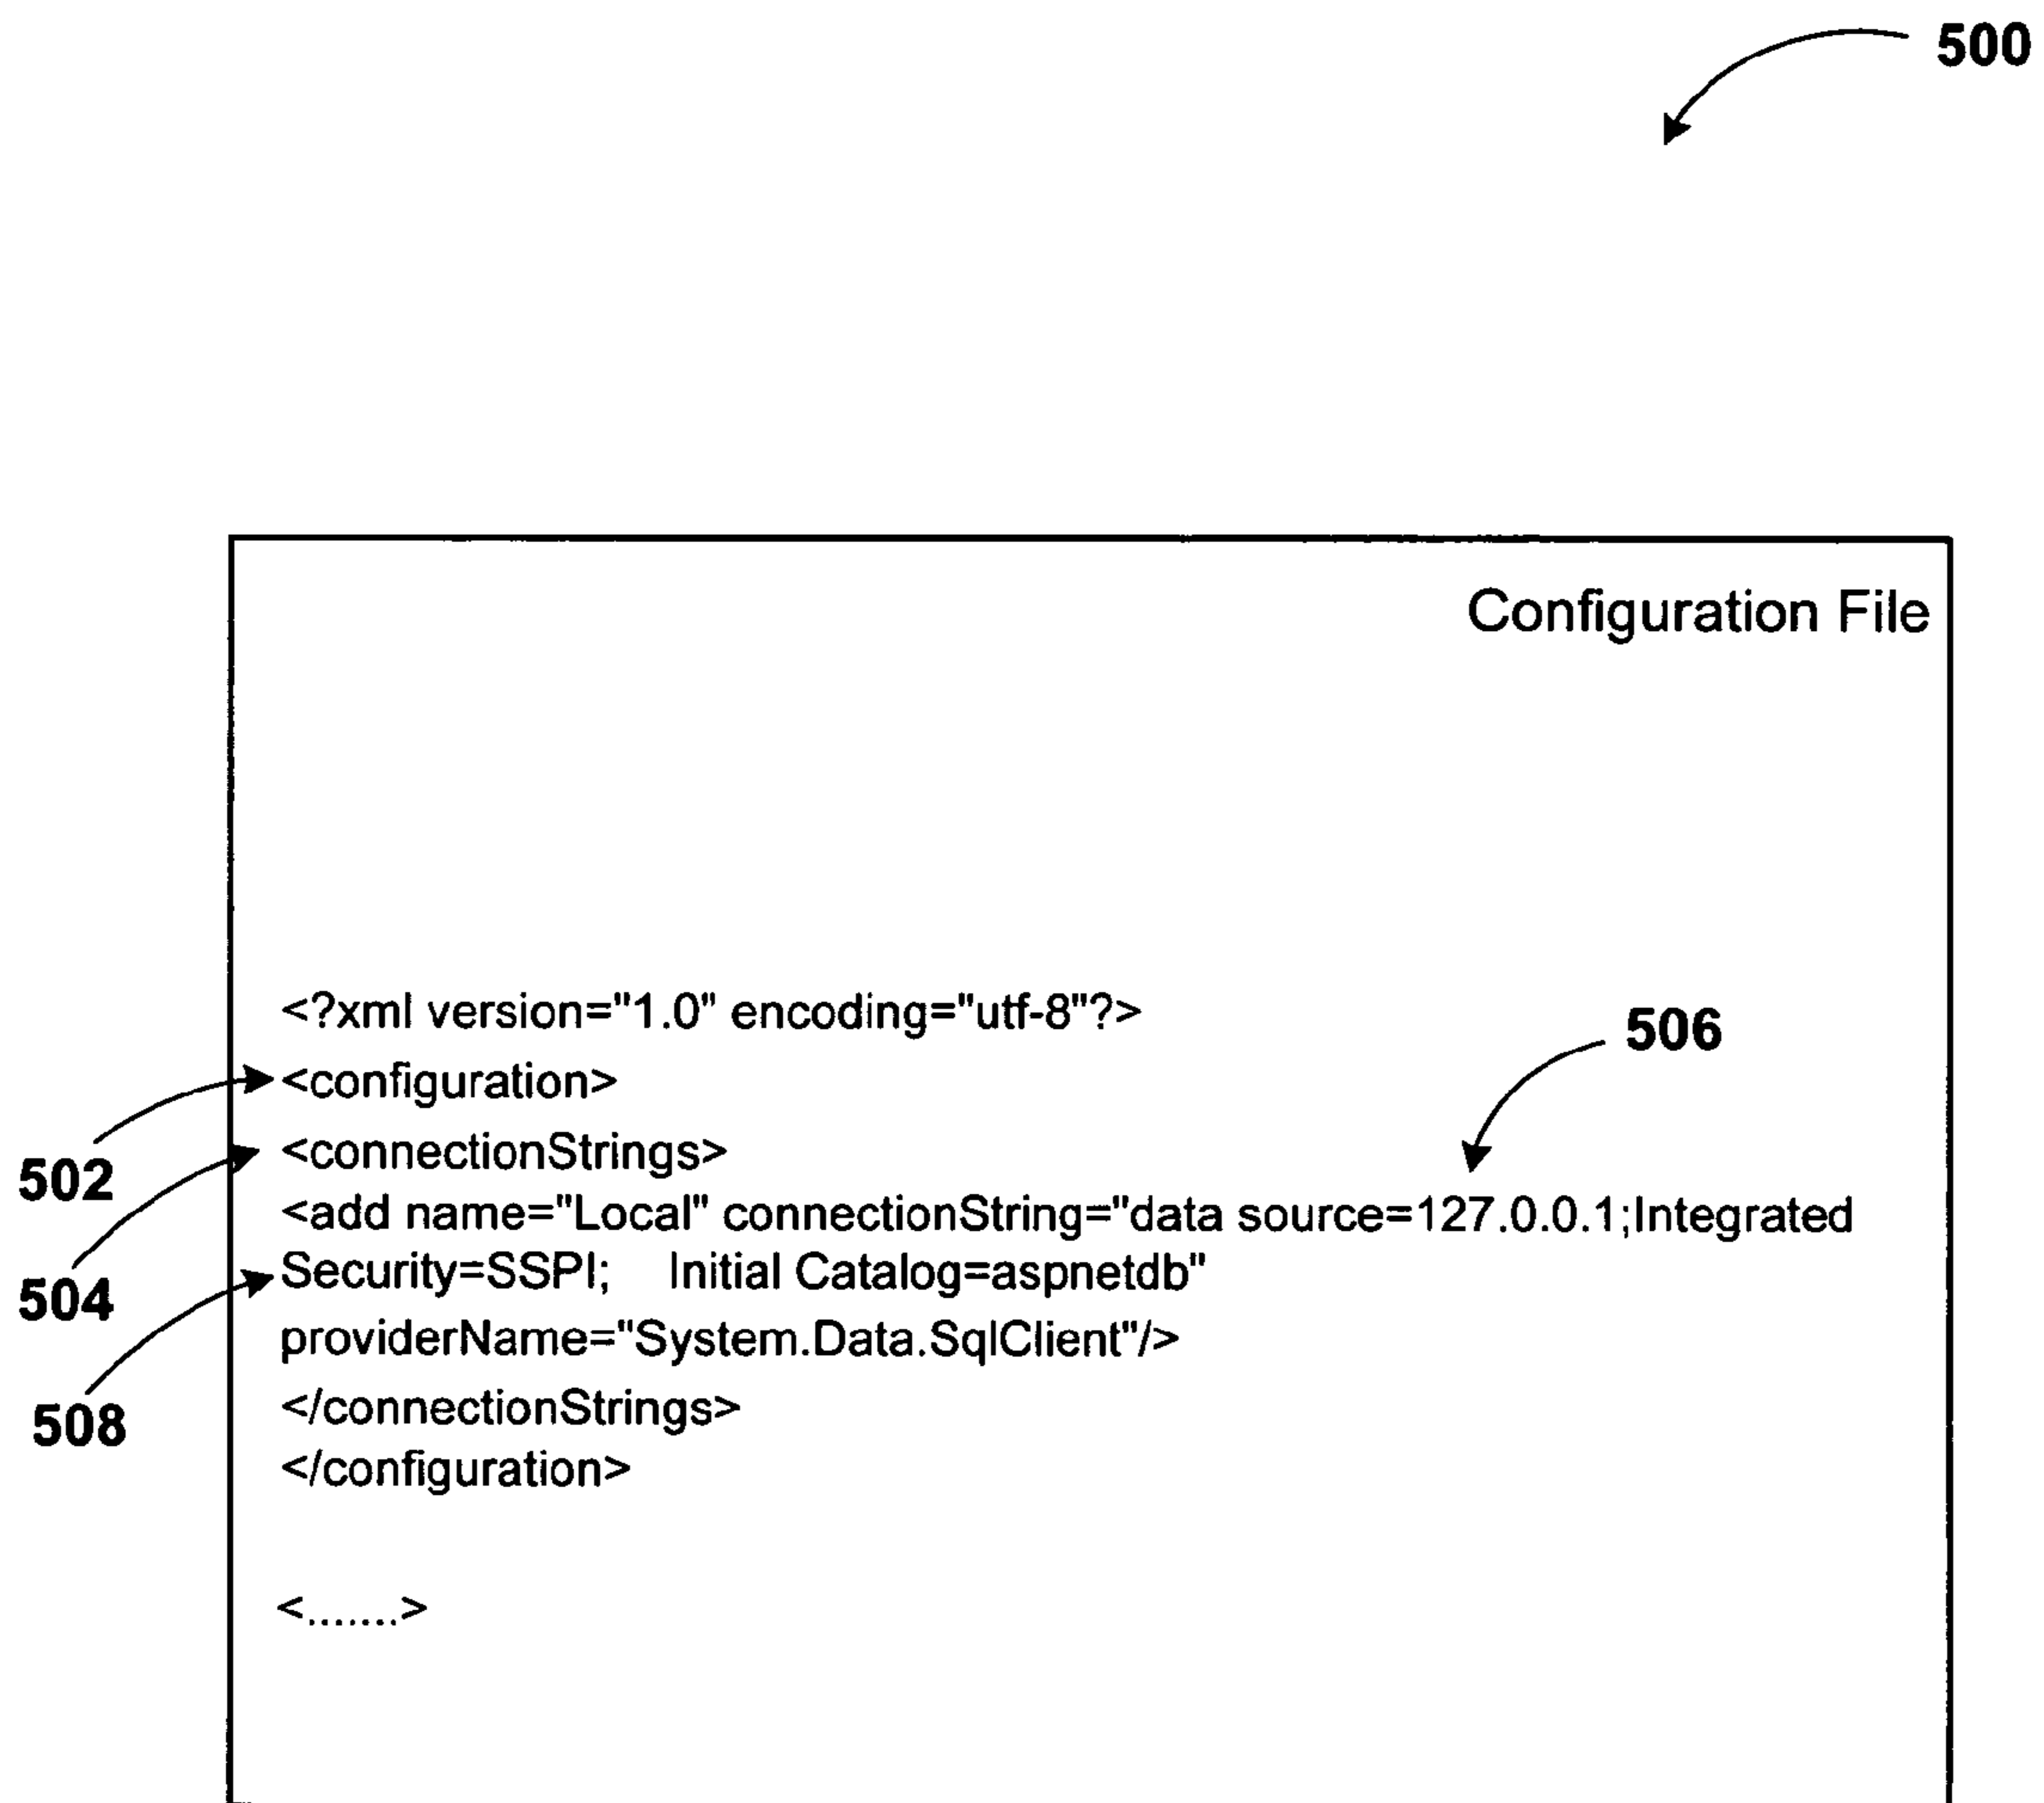 500
Configuration File
<?xml version="1.0" encoding="utf-8"?>
506
<configuration>
<connectionStrings>
502
<add name="Local" connectionString="data source=127.0.0.1;Integrated
Security=SSPI;    Initial Catalog=aspnetdb"
504
providerName="System.Data.SqlClient"/>
</connectionStrings>
508
</configuration>
<.......>